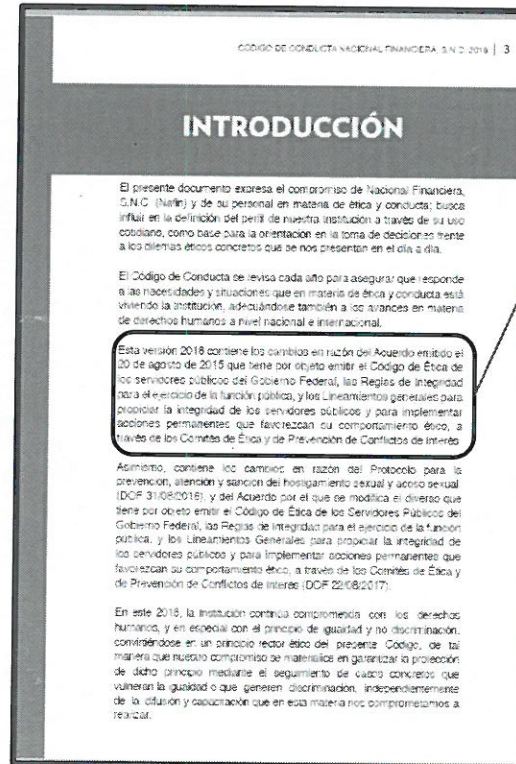 CÓDIGO DE CONDUCTA NACIONAL FINANCIERA, S.N.C. 2018 | 3
INTRODUCCIÓN
El presente documento expresa el compromiso de Nacional Financiera,
S.N.C. (Nafin) y de su personal en materia de ética y conducta; busca
influir en la definición del perfil de nuestra institución a través de su uso
cotidiano, como base para la orientación en la toma de decisiones frente
a los dilemas éticos concretos que se nos presentan en el día a día.
El Código de Conducta se revisa cada año para asegurar que responde
a las necesidades y situaciones que en materia de ética y conducta está
viviendo la institución, adecuándose también a los avances en materia
de derechos humanos a nivel nacional e internacional.
Esta versión 2018 contiene los cambios en razón del Acuerdo emitido el
20 de agosto de 2015 que tiene por objeto emitir el Código de Ética de
los servidores públicos del Gobierno Federal, las Reglas de Integridad
para el ejercicio de la función pública, y los Lineamientos generales para
propiciar la integridad de los servidores públicos y para implementar
acciones permanentes que favorezcan su comportamiento ético, a
través de los Comités de Ética y de Prevención de Conflictos de Interés
Asimismo, contiene los cambios en razón del Protocolo para la
prevención, atención y sanción del hostigamiento sexual y acoso sexual
(DOF 31/08/2016), y del Acuerdo por el que se modifica el diverso que
tiene por objeto emitir el Código de Ética de los Servidores Públicos del
Gobierno Federal, las Reglas de Integridad para el ejercicio de la función
pública, y los Lineamientos Generales para propiciar la integridad de
los servidores públicos y para implementar acciones permanentes que
favorezcan su comportamiento ético, a través de los Comités de Ética y
de Prevención de Conflictos de Interés (DOF 22/08/2017).
En este 2018, la Institución continúa comprometida con los derechos
humanos, y en especial con el principio de igualdad y no discriminación,
convirtiéndose en un principio rector ético del presente Código, de tal
manera que nuestro compromiso se materialice en garantizar la protección
de dicho principio mediante el seguimiento de casos concretos que
vulneran la igualdad o que generen discriminación, independientemente
de la difusión y capacitación que en esta materia nos comprometamos a
realizar.